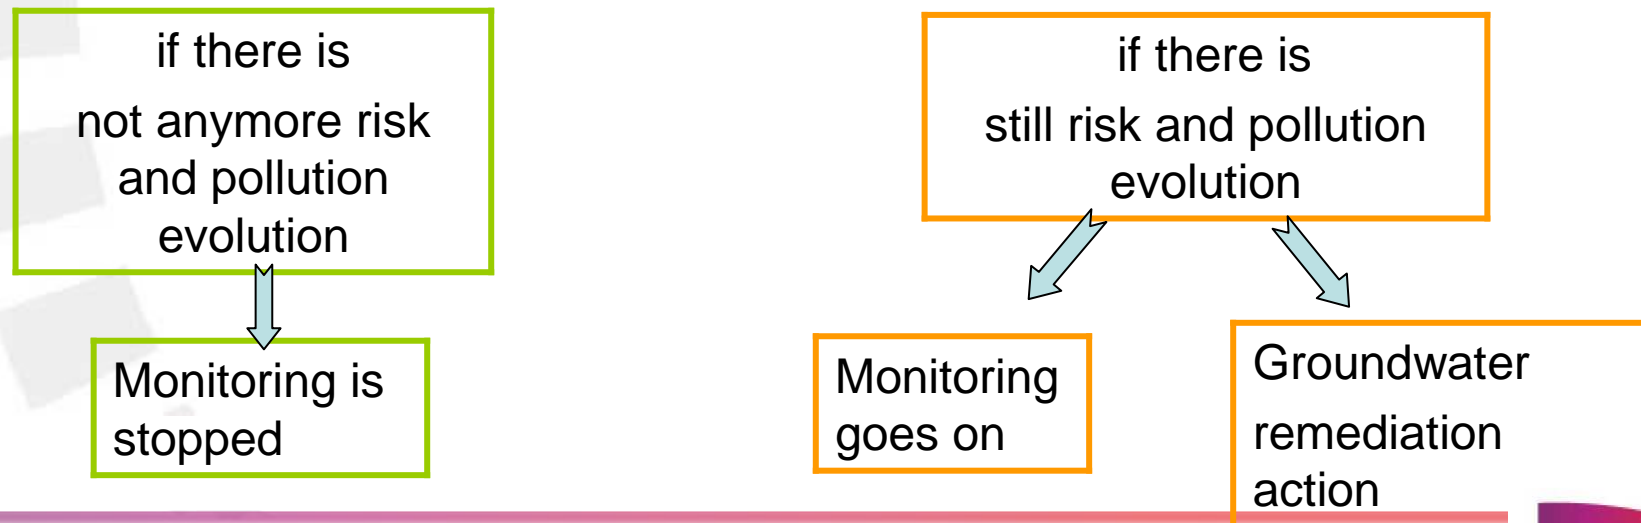 if there is
not anymore risk
and pollution
evolution
Monitoring is
stopped
if there is
still risk and pollution
evolution
Monitoring
goes on
Groundwater
remediation
action